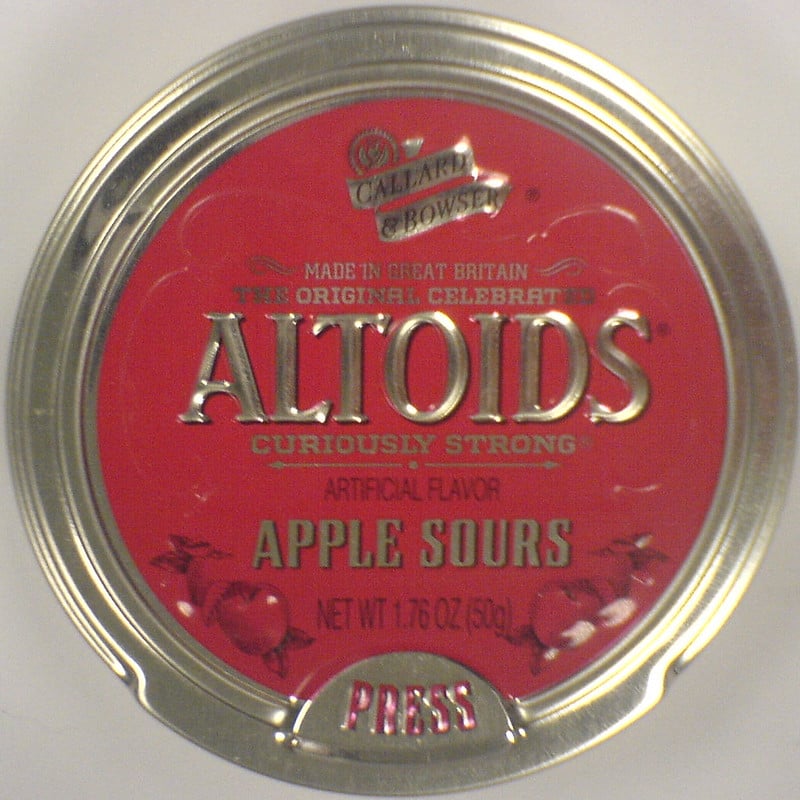 CALLARD
& BOWSER ®
MADE IN GREAT BRITAIN
THE ORIGINAL CELEBRATED
ALTOIDS®
CURIOUSLY STRONG®
ARTIFICIAL FLAVOR
APPLE SOURS
NET WT 1.76 OZ (50g)
PRESS